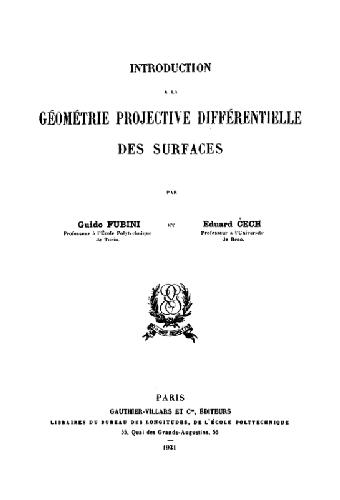 INTRODUCTION
A LA
GÉOMÉTRIE PROJECTIVE DIFFÉRENTIELLE
DES SURFACES
PAR
Guido FUBINI ET Eduard ČECH
Professeur à l'École Polytechnique Professeur à l'Université
de Turin. de Brno.
PARIS
GAUTHIER-VILLARS ET Cie, ÉDITEURS
LIBRAIRES DU BUREAU DES LONGITUDES, DE L'ÉCOLE POLYTECHNIQUE
55, Quai des Grands-Augustins, 55
1931